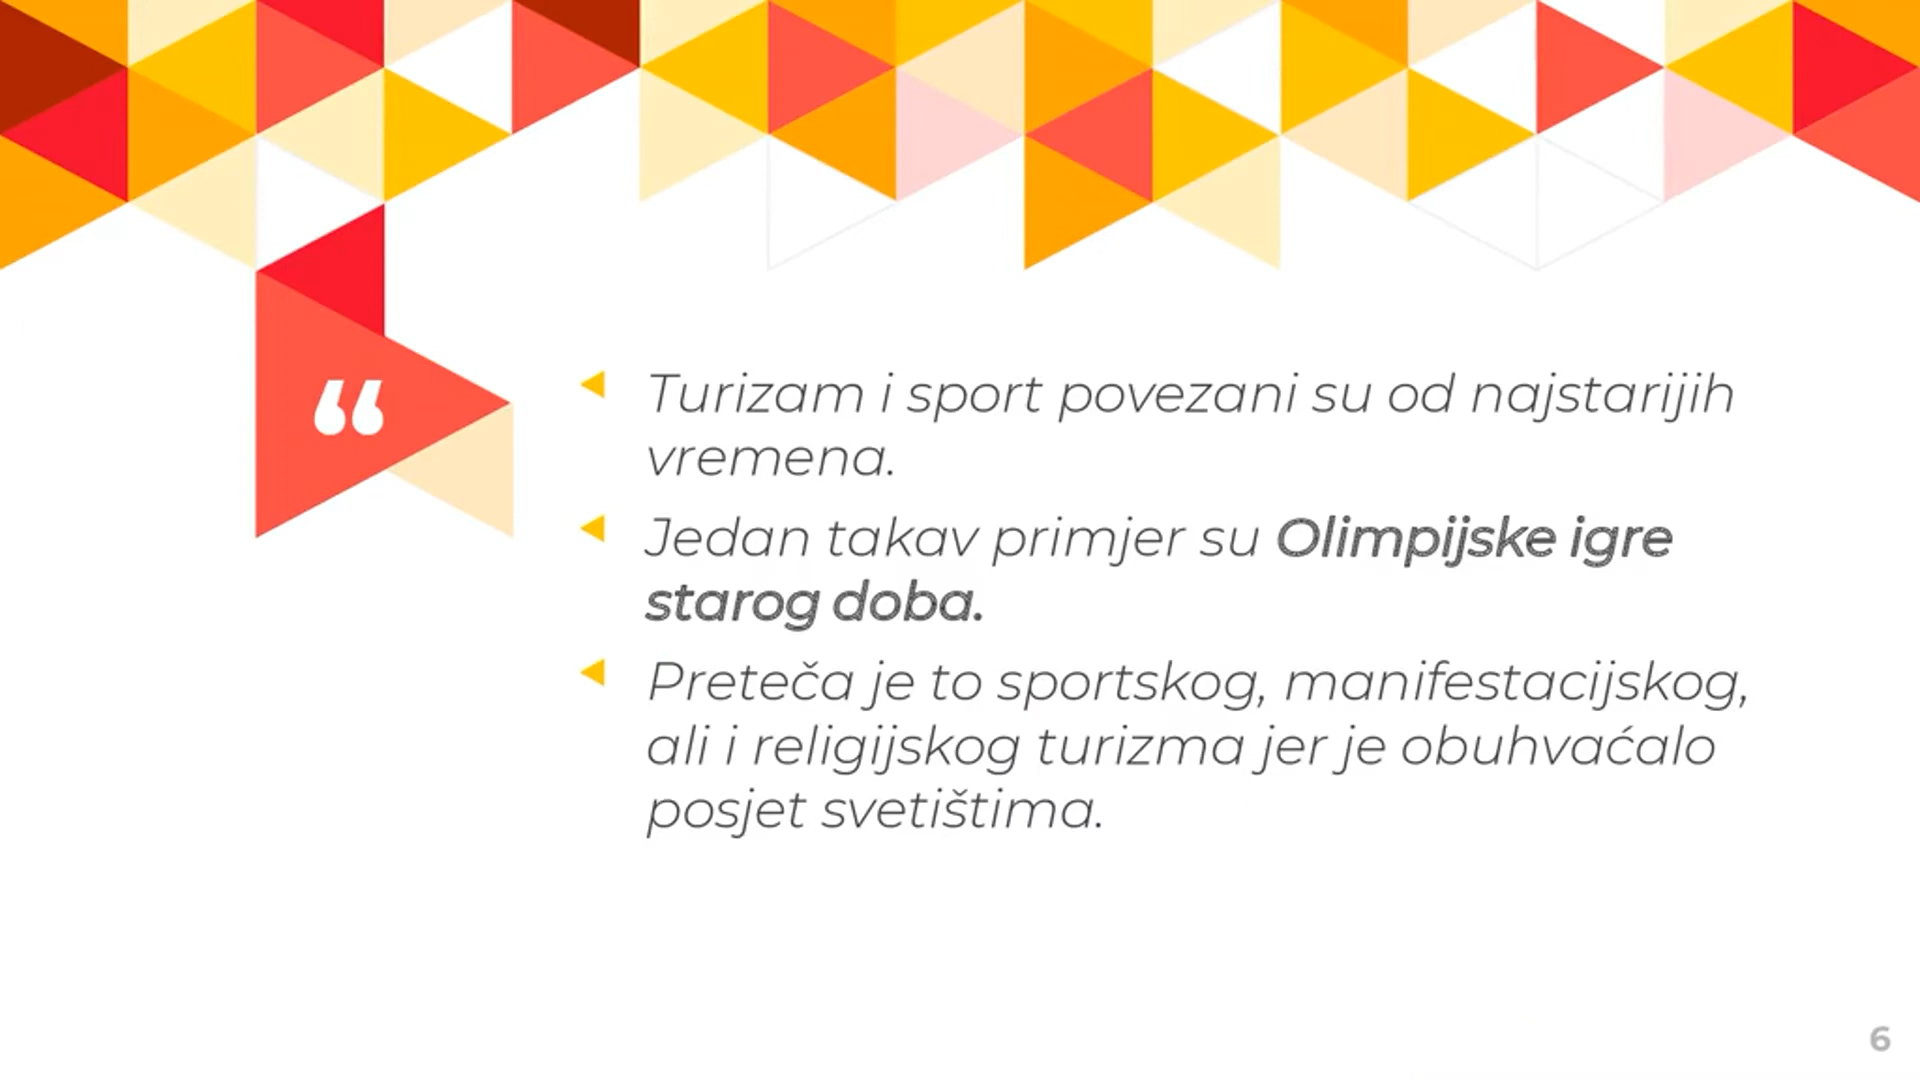 “
Turizam i sport povezani su od najstarijih
vremena.
Jedan takav primjer su Olimpijske igre
starog doba.
Preteča je to sportskog, manifestacijskog,
ali i religijskog turizma jer je obuhvaćalo
posjet svetištima.
6